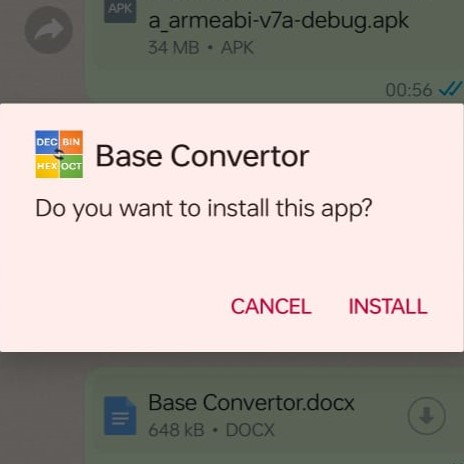 APK
a_armeabi-v7a-debug.apk
34 MB • APK
00:56
DEC BIN
HEX OCT
Base Convertor
Do you want to install this app?
CANCEL INSTALL
Base Convertor.docx
648 kB • DOCX